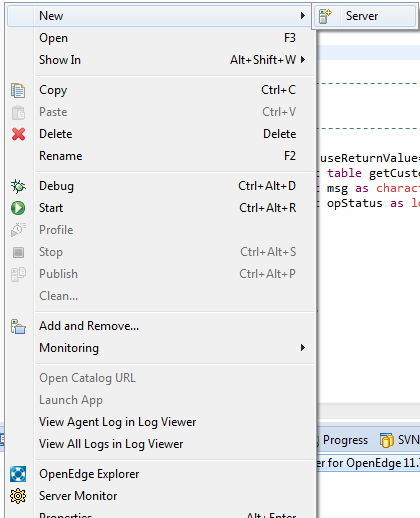 New Server
Open F3
Show In Alt+Shift+W
Copy Ctrl+C
Paste Ctrl+V
Delete Delete
Rename F2
useReturnValue=
table getCusto
msg as charact
opStatus as lo
Debug Ctrl+Alt+D
Start Ctrl+Alt+R
Profile
Stop Ctrl+Alt+S
Publish Ctrl+Alt+P
Clean...
Add and Remove...
Monitoring
Open Catalog URL
Launch App
View Agent Log in Log Viewer
View All Logs in Log Viewer
Progress SVN
er for OpenEdge 11.
OpenEdge Explorer
Server Monitor
Properties Alt+Enter